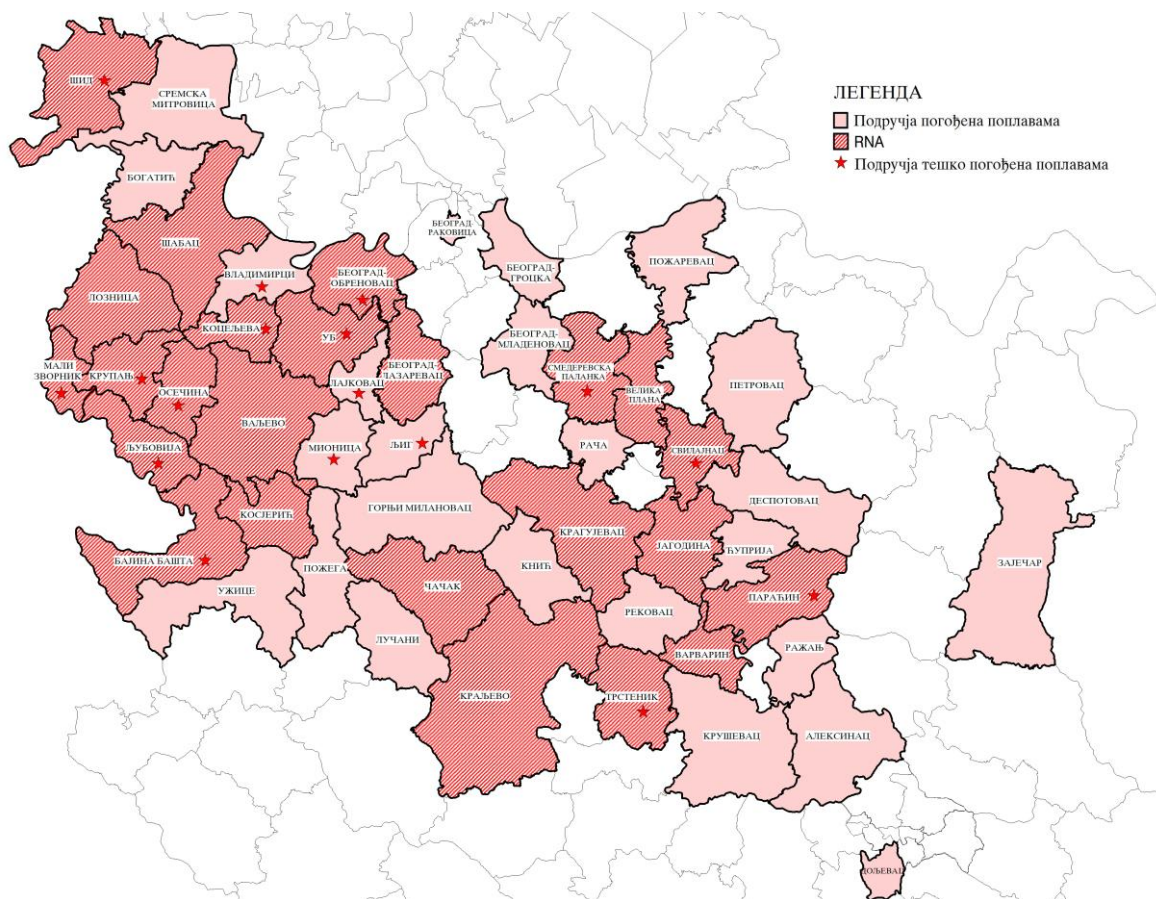 ШИД
СРЕМСКА
МИТРОВИЦА
ЛЕГЕНДА
Подручја погођена поплавама
RNA
Подручја тешко погођена поплавама
БОГАТИЋ
БЕОГРАД-
РАКОВИЦА
ШАБАЦ
ВЛАДИМИРЦИ
БЕОГРАД-
ОБРЕНОВАЦ
БЕОГРАД-
ГРОЦКА
ПОЖАРЕВАЦ
ЛОЗНИЦА
КОЦЕЉЕВА
УБ
БЕОГРАД-
МЛАДЕНОВАЦ
МАЛИ
ЗВОРНИК
КРУПАЊ
ОСЕЧИНА
ЛАЈКОВАЦ
БЕОГРАД-
ЛАЗАРЕВАЦ
СМЕДЕРЕВСКА
ПАЛАНКА
ВЕЛИКА
ПЛАНА
ПЕТРОВАЦ
ВАЉЕВО
ЉУБОВИЈА
МИОНИЦА
ЉИГ
РАЧА
СВИЛАЈНАЦ
КОСЈЕРИЋ
ГОРЊИ МИЛАНОВАЦ
КРАГУЈЕВАЦ
ДЕСПОТОВАЦ
БАЈИНА БАШТА
ПОЖЕГА
ЧАЧАК
КНИЋ
ЈАГОДИНА
ЋУПРИЈА
ЗАЈЕЧАР
УЖИЦЕ
ПАРАЋИН
ЛУЧАНИ
РЕКОВАЦ
РАЖАЊ
ВАРВАРИН
КРАЉЕВО
ТРСТЕНИК
КРУШЕВАЦ
АЛЕКСИНАЦ
ДОЉЕВАЦ